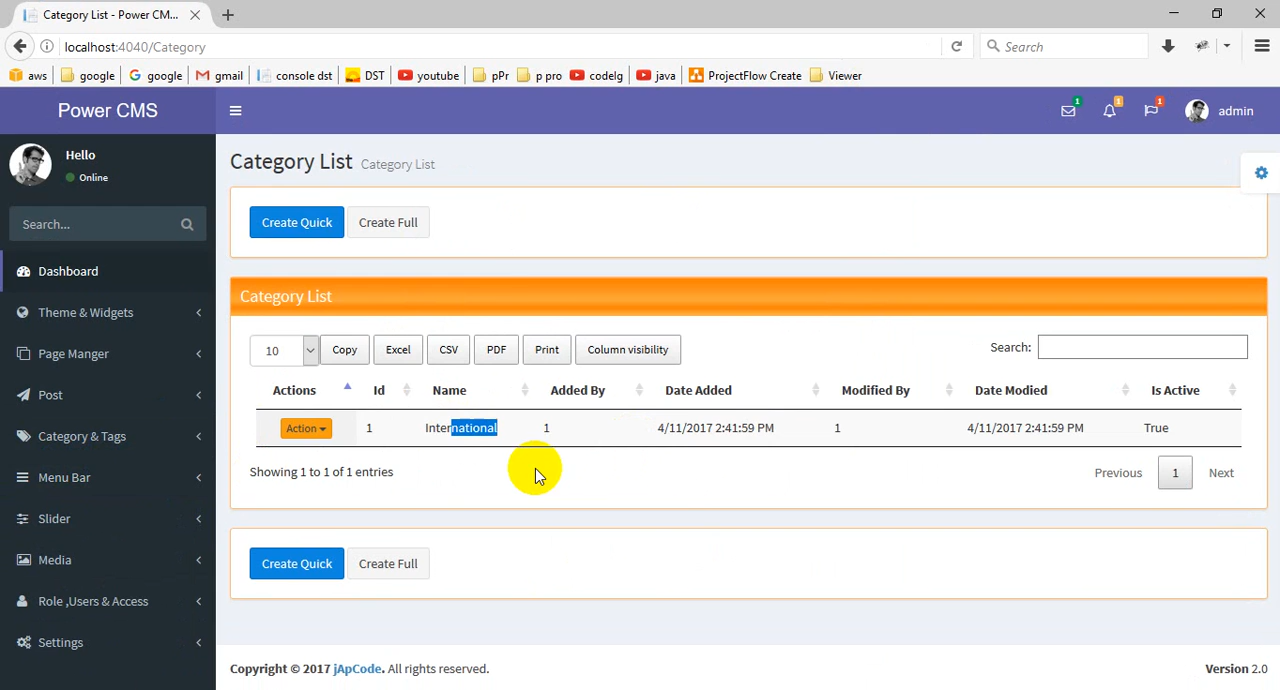 Category List - Power CM...
localhost:4040/Category
Search
aws google google gmail console dst DST youtube pPr p pro codelg java ProjectFlow Create Viewer
Power CMS
1 1 1 admin
Hello
Online
Search...
Dashboard
Theme & Widgets
Page Manger
Post
Category & Tags
Menu Bar
Slider
Media
Role ,Users & Access
Settings
Category List Category List
Create Quick Create Full
Category List
10 Copy Excel CSV PDF Print Column visibility Search:
Actions Id Name Added By Date Added Modified By Date Modied Is Active
Action 1 International 1 4/11/2017 2:41:59 PM 1 4/11/2017 2:41:59 PM True
Showing 1 to 1 of 1 entries Previous 1 Next
Create Quick Create Full
Copyright © 2017 jApCode. All rights reserved. Version 2.0